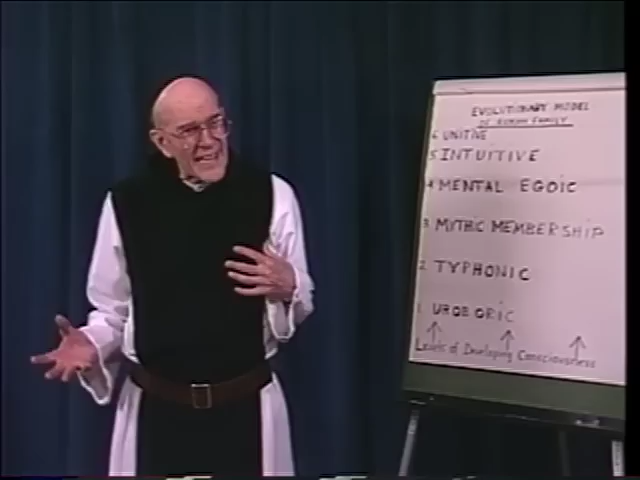 EVOLUTIONARY MODEL
OF HUMAN FAMILY
6 UNITIVE
5 INTUITIVE
4 MENTAL EGOIC
3 MYTHIC MEMBERSHIP
2. TYPHONIC
1 UROBORIC
Levels of Developing Consciousness